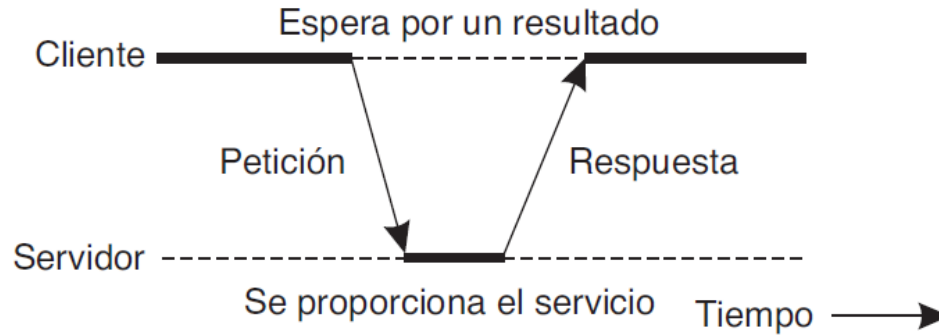 Espera por un resultado
Cliente
Petición
Respuesta
Servidor
Se proporciona el servicio
Tiempo